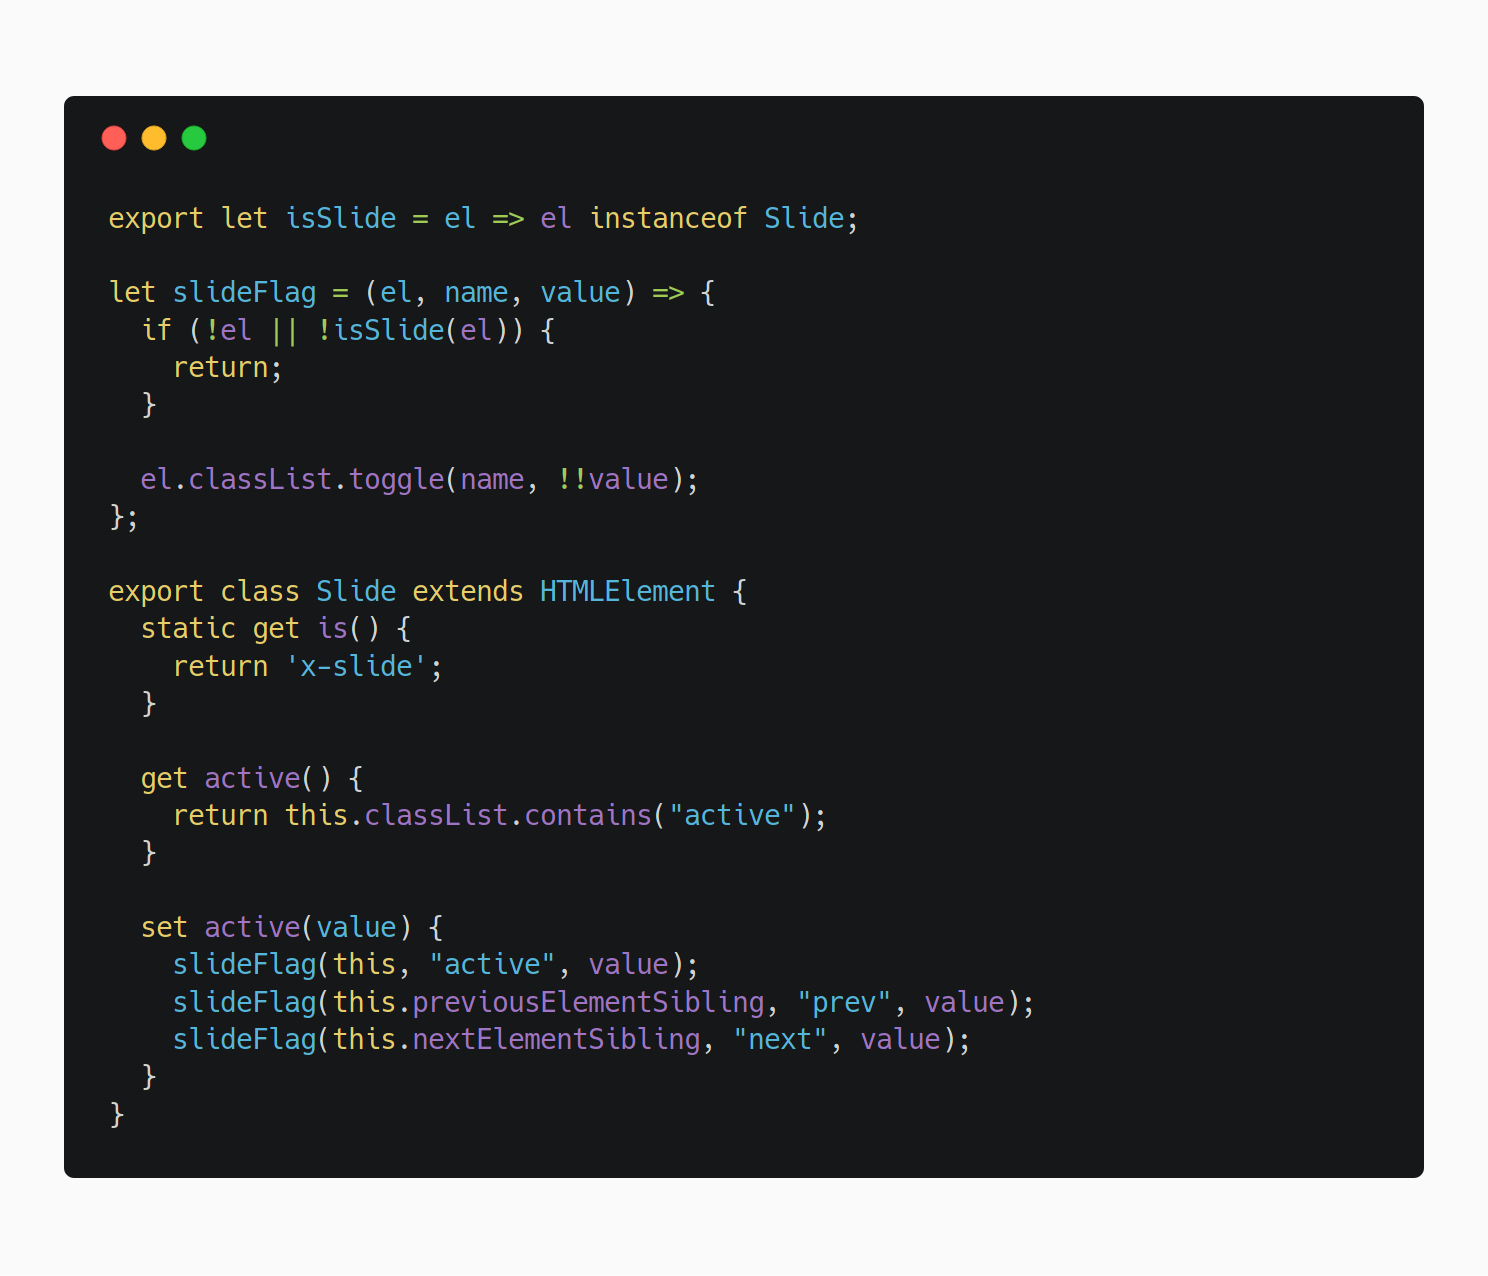 export let isSlide = el => el instanceof Slide;

let slideFlag = (el, name, value) => {
  if (!el || !isSlide(el)) {
    return;
  }

  el.classList.toggle(name, !!value);
};

export class Slide extends HTMLElement {
  static get is() {
    return 'x-slide';
  }

  get active() {
    return this.classList.contains("active");
  }

  set active(value) {
    slideFlag(this, "active", value);
    slideFlag(this.previousElementSibling, "prev", value);
    slideFlag(this.nextElementSibling, "next", value);
  }
}